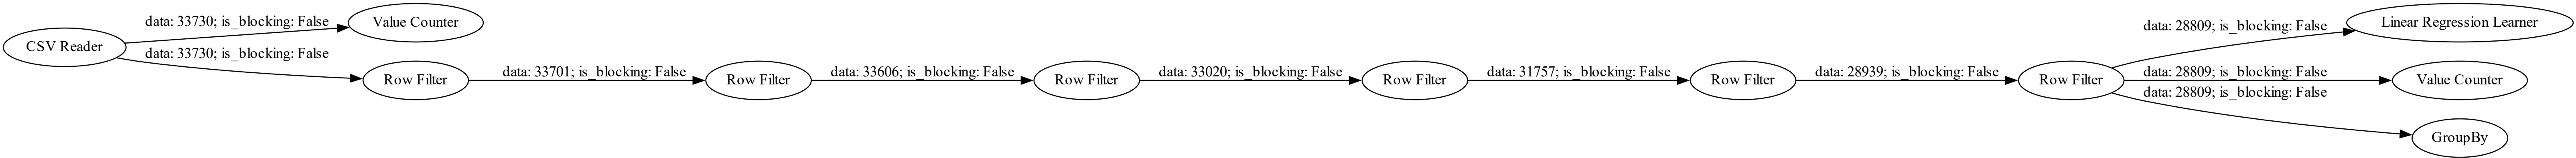 CSV Reader
data: 33730; is_blocking: False
Value Counter
data: 33730; is_blocking: False
Row Filter
data: 33701; is_blocking: False
Row Filter
data: 33606; is_blocking: False
Row Filter
data: 33020; is_blocking: False
Row Filter
data: 31757; is_blocking: False
Row Filter
data: 28939; is_blocking: False
Row Filter
data: 28809; is_blocking: False
Linear Regression Learner
data: 28809; is_blocking: False
Value Counter
data: 28809; is_blocking: False
GroupBy